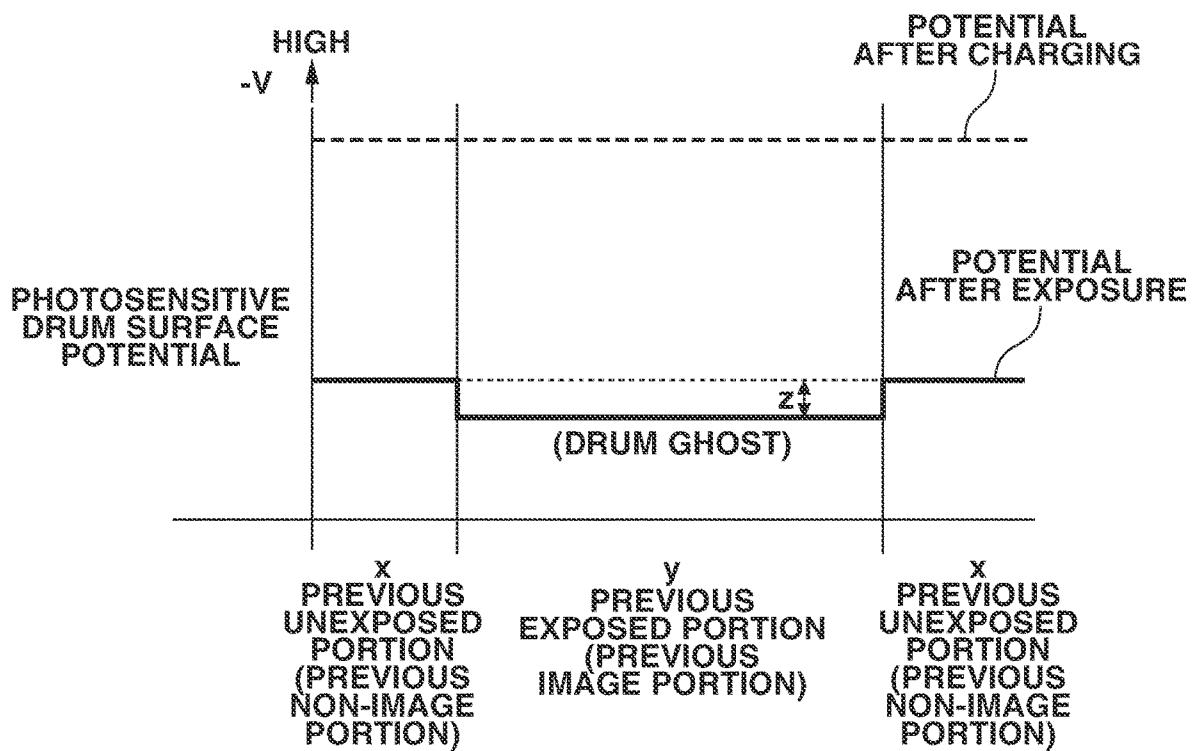 HIGH
-V
POTENTIAL
AFTER CHARGING
PHOTOSENSITIVE
DRUM SURFACE
POTENTIAL
POTENTIAL
AFTER EXPOSURE
z
(DRUM GHOST)
x
PREVIOUS
UNEXPOSED
PORTION
(PREVIOUS
NON-IMAGE
PORTION)
y
PREVIOUS
EXPOSED PORTION
(PREVIOUS
IMAGE PORTION)
x
PREVIOUS
UNEXPOSED
PORTION
(PREVIOUS
NON-IMAGE
PORTION)